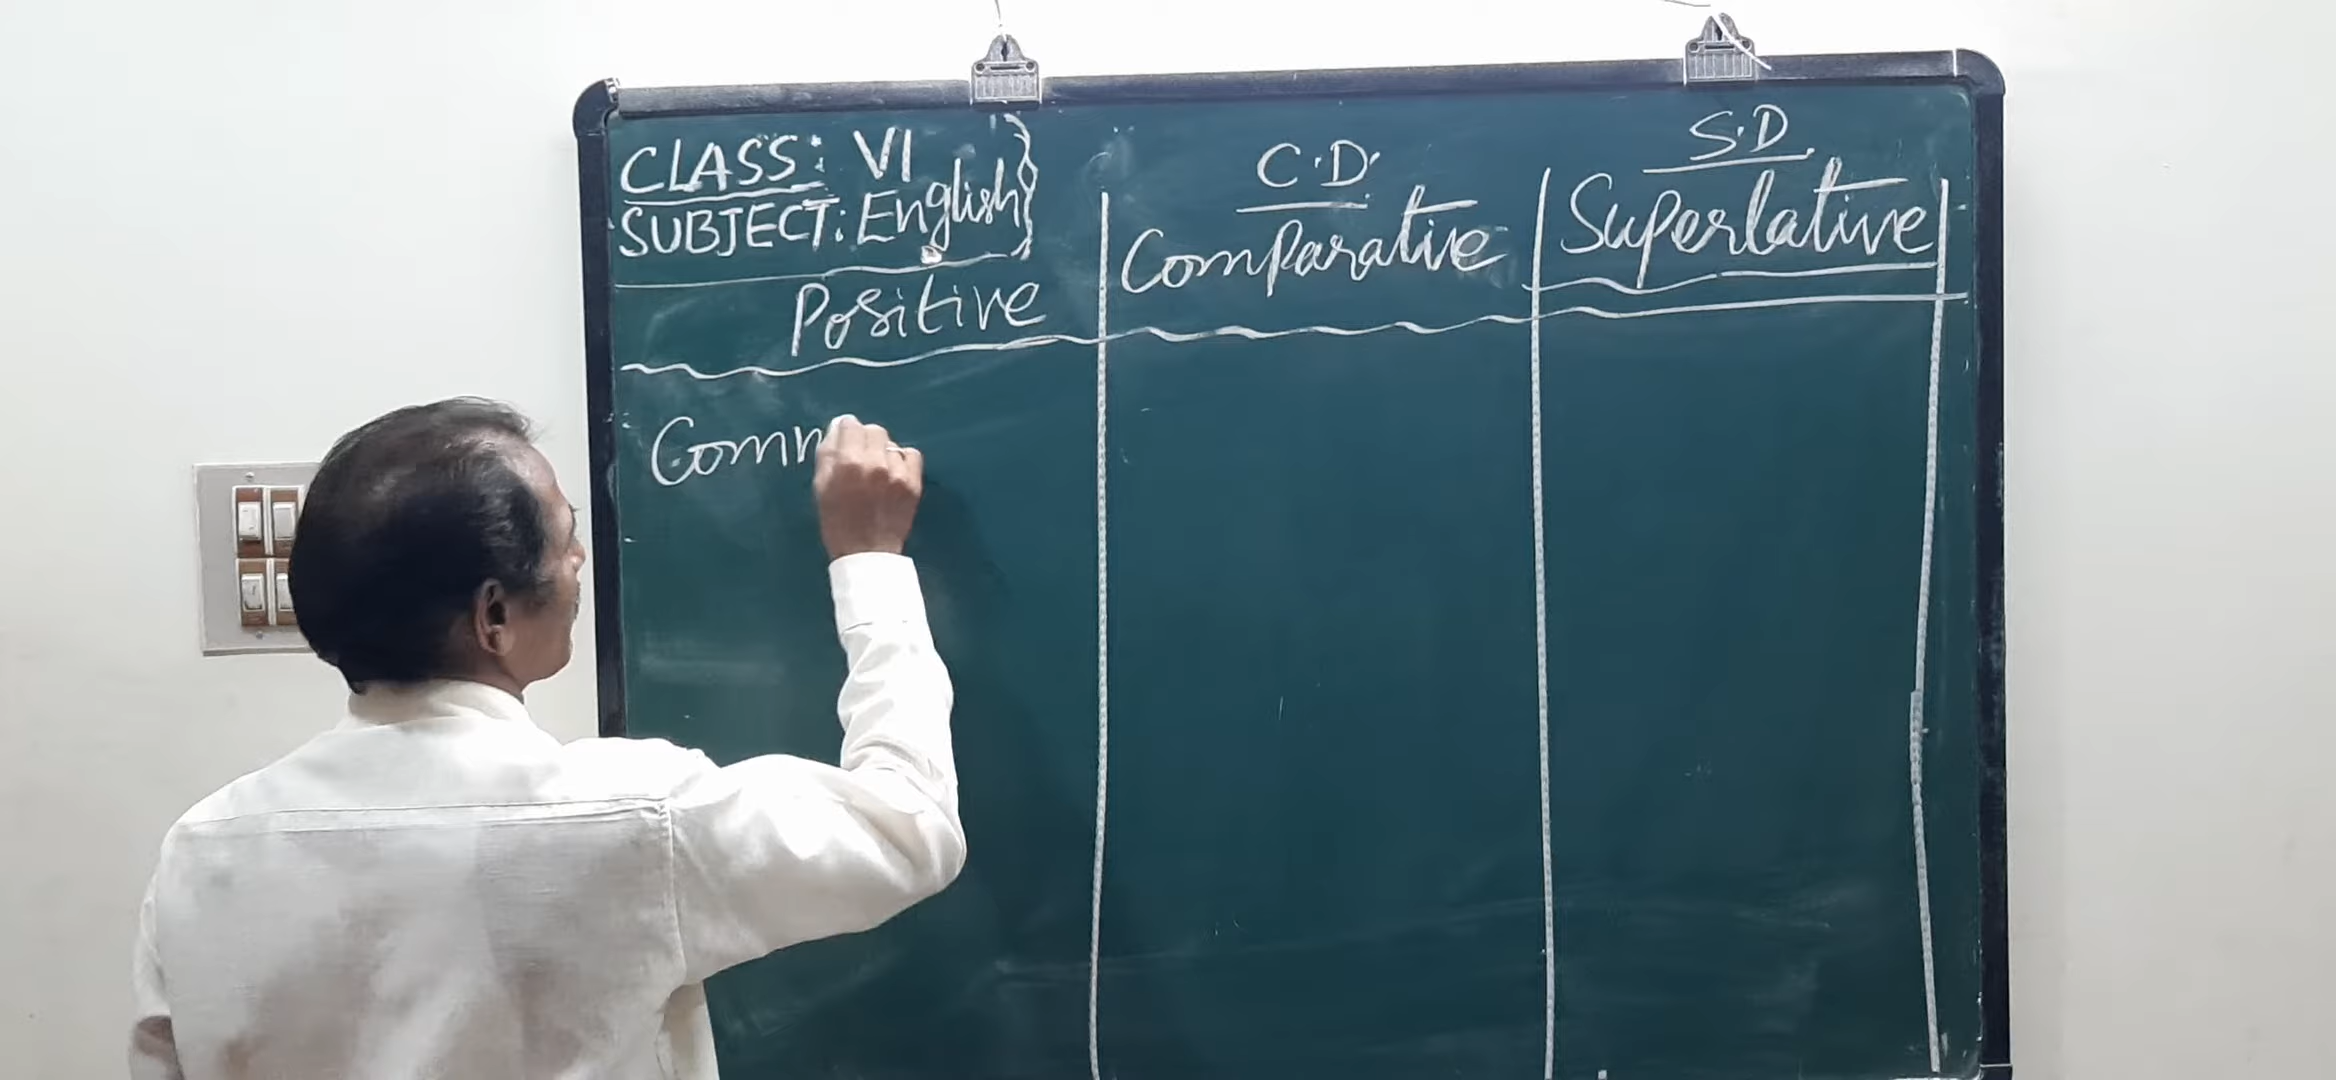 CLASS: VI
SUBJECT: English
Positive
C.D.
Comparative
S.D.
Superlative
Comm